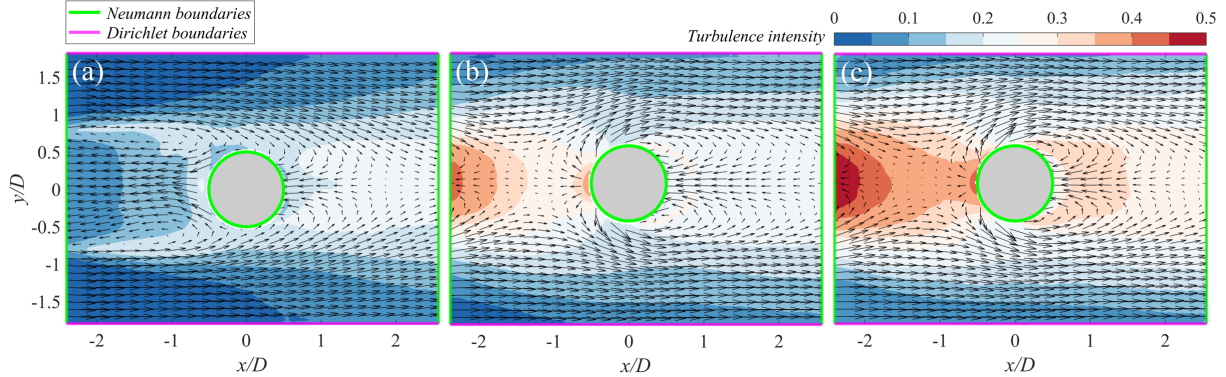 Neumann boundaries
Dirichlet boundaries
Turbulence intensity
0 0.1 0.2 0.3 0.4 0.5
(a) (b) (c)
1.5
1
0.5
0
-0.5
-1
-1.5
y/D
-2 -1 0 1 2 -2 -1 0 1 2 -2 -1 0 1 2
x/D x/D x/D